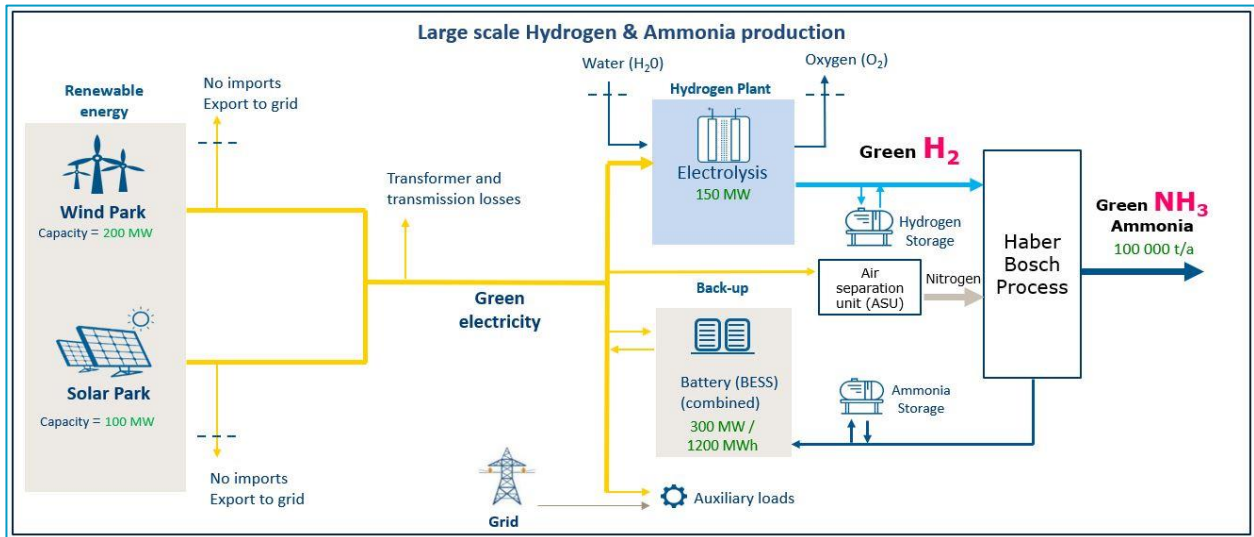 Large scale Hydrogen & Ammonia production
Renewable
energy
No imports
Export to grid
Wind Park
Capacity = 200 MW
Solar Park
Capacity = 100 MW
No imports
Export to grid
Transformer and
transmission losses
Green
electricity
Water (H₂0)
Oxygen (O₂)
Hydrogen Plant
+
-
Electrolysis
150 MW
Green H₂
Hydrogen
Storage
Air
separation
unit (ASU)
Nitrogen
Haber
Bosch
Process
Green NH₃
Ammonia
100 000 t/a
Back-up
Battery (BESS)
(combined)
300 MW /
1200 MWh
Ammonia
Storage
Grid
Auxiliary loads